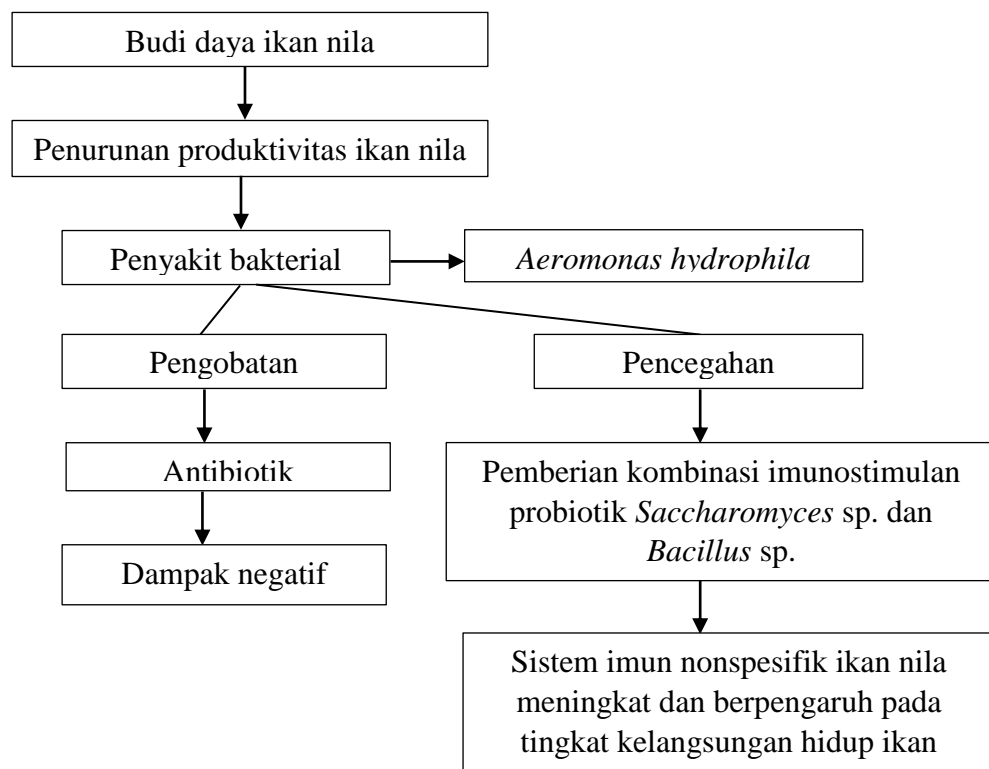 Budi daya ikan nila
Penurunan produktivitas ikan nila
Penyakit bakterial
Aeromonas hydrophila
Pengobatan
Pencegahan
Antibiotik
Pemberian kombinasi imunostimulan
probiotik Saccharomyces sp. dan
Bacillus sp.
Dampak negatif
Sistem imun nonspesifik ikan nila
meningkat dan berpengaruh pada
tingkat kelangsungan hidup ikan